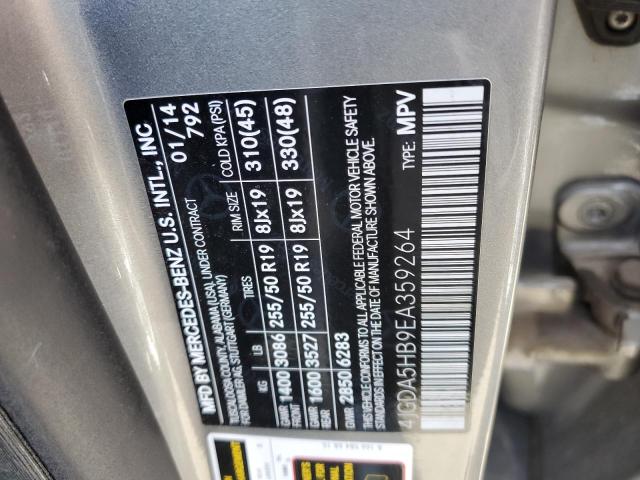 MFD BY MERCEDES-BENZ U.S. INTL., INC.
TUSCALOOSA COUNTY, ALABAMA (USA), UNDER CONTRACT
FOR DAIMLER AG, STUTTGART (GERMANY)
01/14
792
KG LB TIRES RIM SIZE COLD KPA (PSI)
GAWR FRONT 1400 3086 255/50 R19 8Jx19 310(45)
GAWR REAR 1600 3527 255/50 R19 8Jx19 330(48)
GVWR 2850 6283
THIS VEHICLE CONFORMS TO ALL APPLICABLE FEDERAL MOTOR VEHICLE SAFETY
STANDARDS IN EFFECT ON THE DATE OF MANUFACTURE SHOWN ABOVE.
4JGDA5HB9EA359264 TYPE: MPV